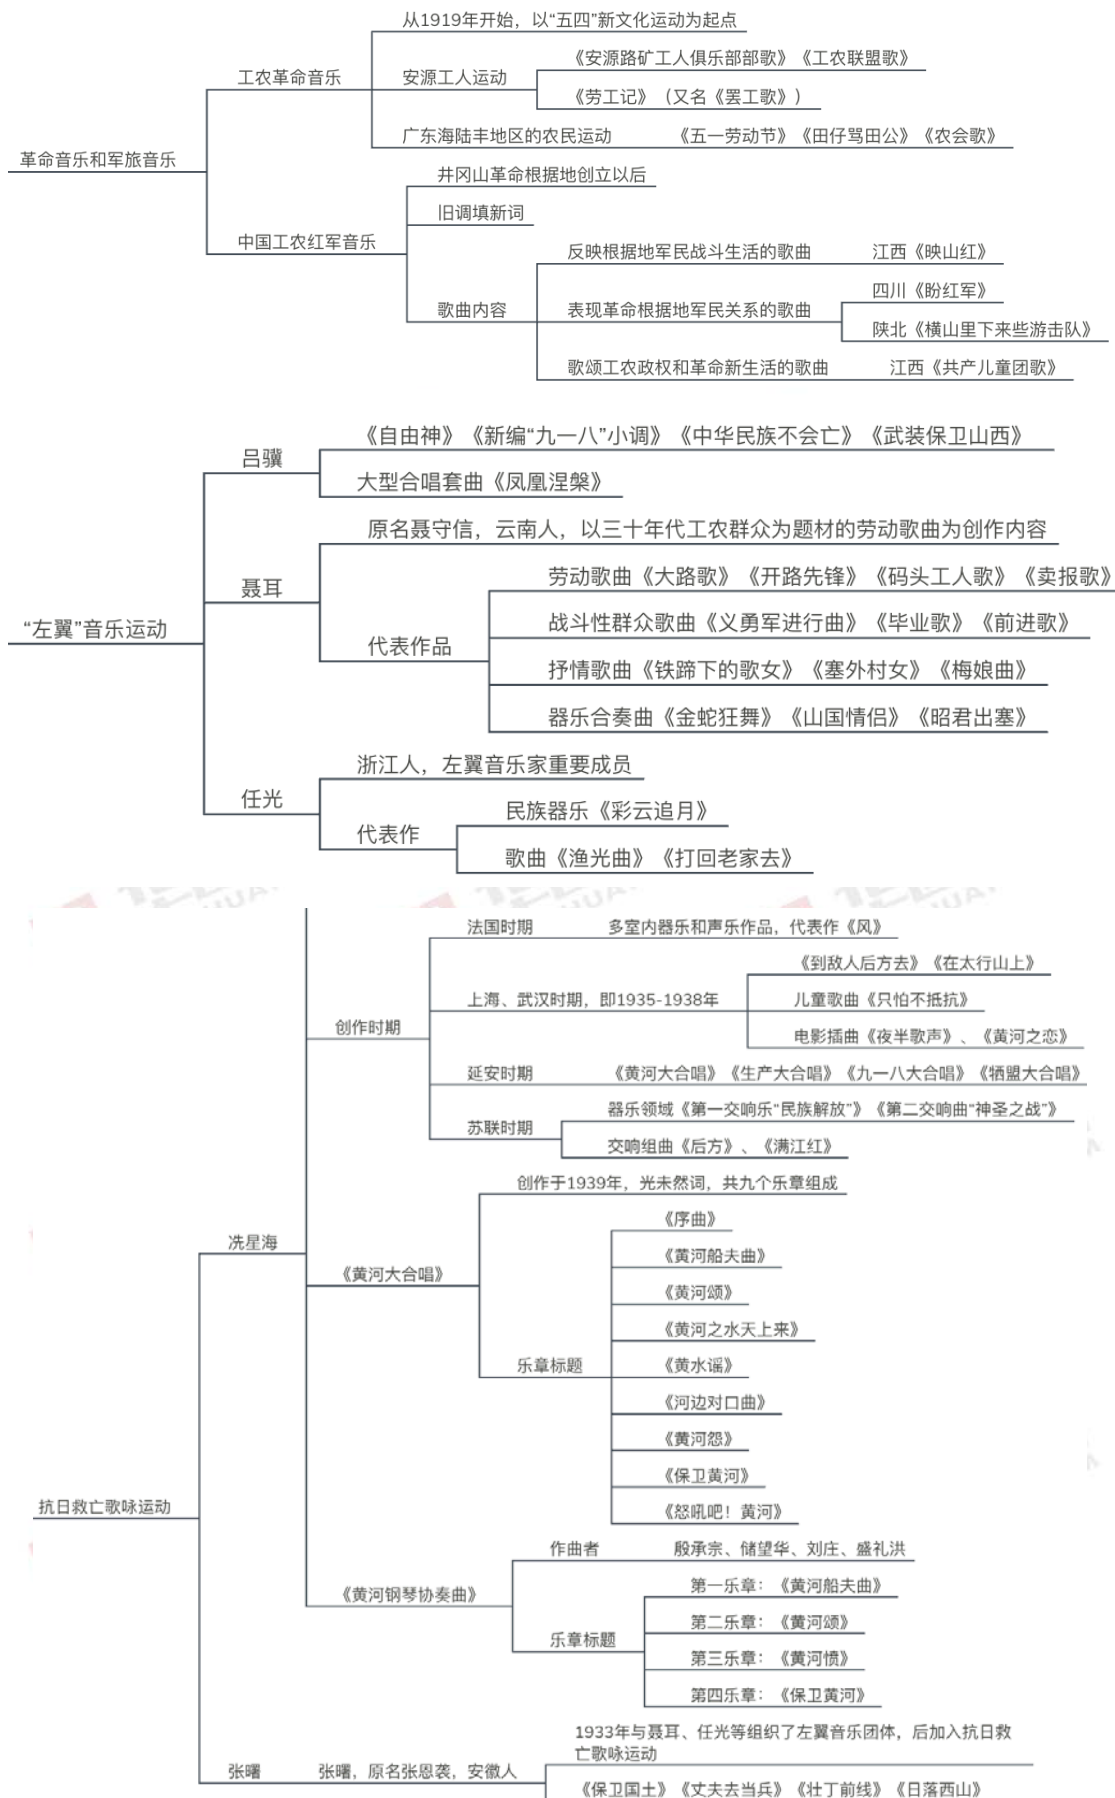 从1919年开始，以“五四”新文化运动为起点
《安源路矿工人俱乐部部歌》《工农联盟歌》
工农革命音乐
安源工人运动
《劳工记》（又名《罢工歌》）
广东海陆丰地区的农民运动 《五一劳动节》《田仔骂田公》《农会歌》
革命音乐和军旅音乐
井冈山革命根据地创立以后
旧调填新词
中国工农红军音乐
反映根据地军民战斗生活的歌曲 江西《映山红》
四川《盼红军》
歌曲内容
表现革命根据地军民关系的歌曲
陕北《横山里下来些游击队》
歌颂工农政权和革命新生活的歌曲 江西《共产儿童团歌》
《自由神》《新编“九一八”小调》《中华民族不会亡》《武装保卫山西》
吕骥
大型合唱套曲《凤凰涅槃》
原名聂守信，云南人，以三十年代工农群众为题材的劳动歌曲为创作内容
聂耳
劳动歌曲《大路歌》《开路先锋》《码头工人歌》《卖报歌》
“左翼”音乐运动
战斗性群众歌曲《义勇军进行曲》《毕业歌》《前进歌》
代表作品
抒情歌曲《铁蹄下的歌女》《塞外村女》《梅娘曲》
器乐合奏曲《金蛇狂舞》《山国情侣》《昭君出塞》
浙江人，左翼音乐家重要成员
任光
民族器乐《彩云追月》
代表作
歌曲《渔光曲》《打回老家去》
法国时期 多室内器乐和声乐作品，代表作《风》
《到敌人后方去》《在太行山上》
上海、武汉时期，即1935-1938年
儿童歌曲《只怕不抵抗》
创作时期
电影插曲《夜半歌声》、《黄河之恋》
延安时期 《黄河大合唱》《生产大合唱》《九一八大合唱》《牺盟大合唱》
器乐领域《第一交响乐“民族解放”》《第二交响曲“神圣之战”》
苏联时期
交响组曲《后方》、《满江红》
创作于1939年，光未然词，共九个乐章组成
《序曲》
冼星海
《黄河船夫曲》
《黄河大合唱》
《黄河颂》
《黄河之水天上来》
乐章标题
《黄水谣》
《河边对口曲》
《黄河怨》
《保卫黄河》
抗日救亡歌咏运动
《怒吼吧！黄河》
作曲者 殷承宗、储望华、刘庄、盛礼洪
第一乐章：《黄河船夫曲》
《黄河钢琴协奏曲》
第二乐章：《黄河颂》
乐章标题
第三乐章：《黄河愤》
第四乐章：《保卫黄河》
1933年与聂耳、任光等组织了左翼音乐团体，后加入抗日救
亡歌咏运动
张曙 张曙，原名张恩袭，安徽人
《保卫国土》《丈夫去当兵》《壮丁前线》《日落西山》